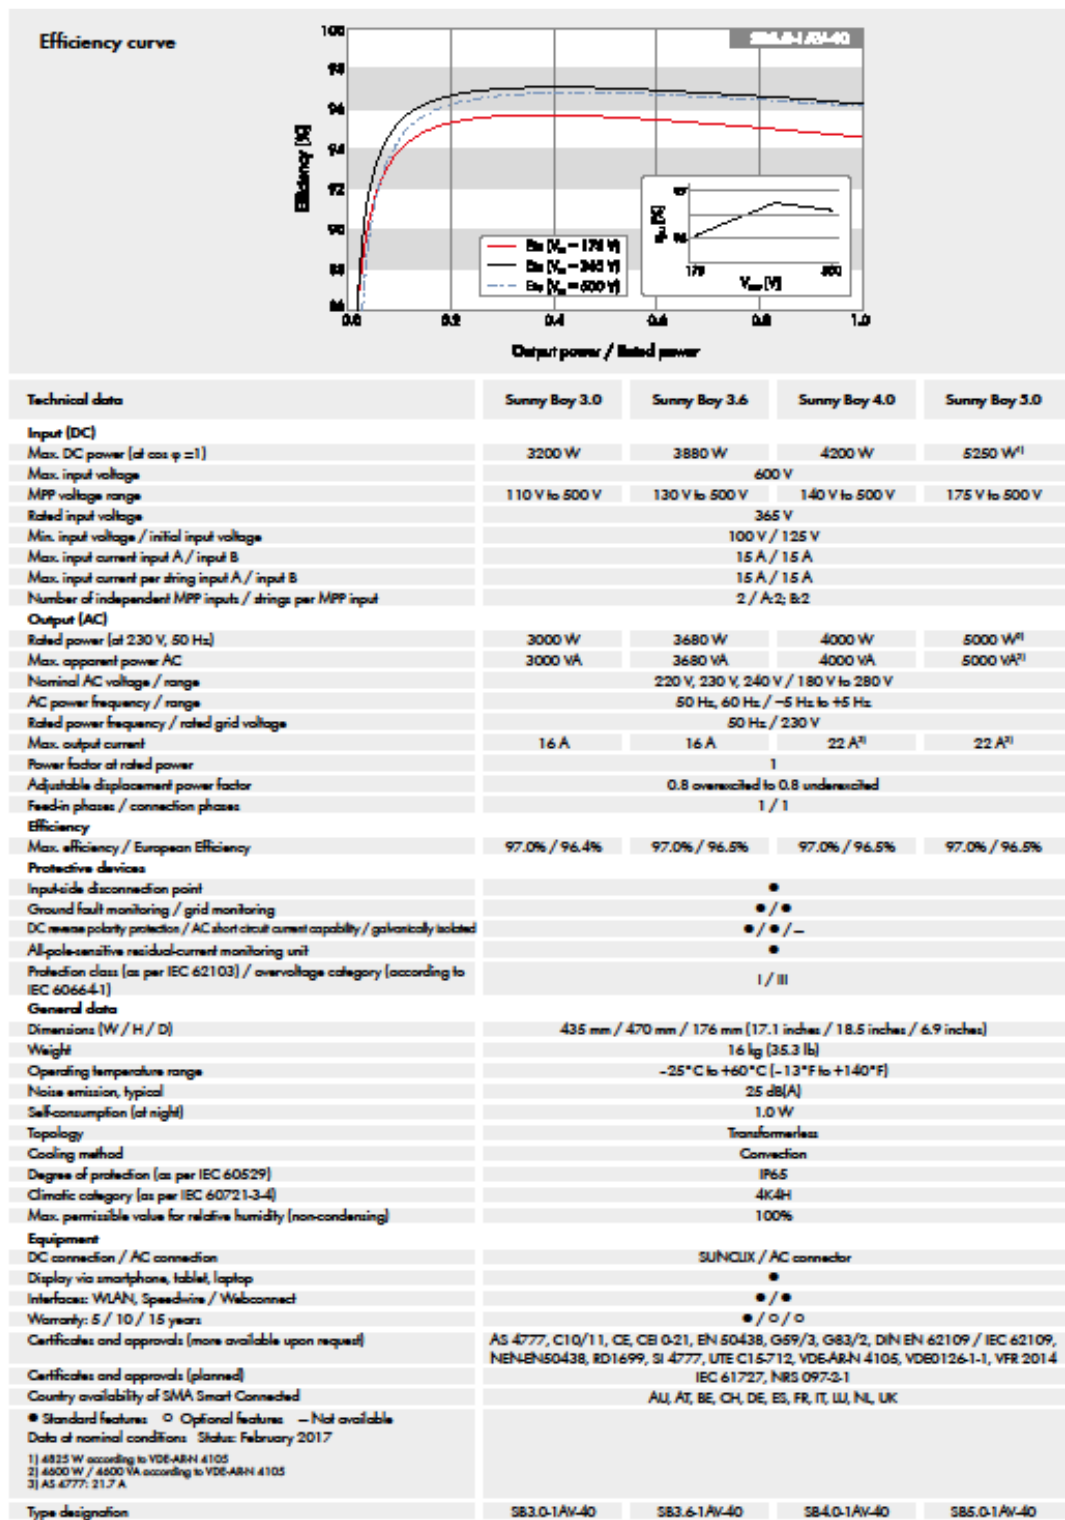 Efficiency curve
SB5.0-1AV-40
100
98
96
94
92
90
88
86
Efficiency [%]
Eta (V
= 175 V)
Eta (V
= 365 V)
Eta (V
= 500 V)
[%]
97
96
175
500
[V]
0.0 0.2 0.4 0.6 0.8 1.0
Output power / Rated power
Technical data Sunny Boy 3.0 Sunny Boy 3.6 Sunny Boy 4.0 Sunny Boy 5.0
Input (DC)
Max. DC power (at cos φ =1) 3200 W 3880 W 4200 W 5250 W1)
Max. input voltage 600 V
MPP voltage range 110 V to 500 V 130 V to 500 V 140 V to 500 V 175 V to 500 V
Rated input voltage 365 V
Min. input voltage / initial input voltage 100 V / 125 V
Max. input current input A / input B 15 A / 15 A
Max. input current per string input A / input B 15 A / 15 A
Number of independent MPP inputs / strings per MPP input 2 / A:2; B:2
Output (AC)
Rated power (at 230 V, 50 Hz) 3000 W 3680 W 4000 W 5000 W
Max. apparent power AC 3000 VA 3680 VA 4000 VA 5000 VA
Nominal AC voltage / range 220 V, 230 V, 240 V / 180 V to 280 V
AC power frequency / range 50 Hz, 60 Hz / −5 Hz to +5 Hz
Rated power frequency / rated grid voltage 50 Hz / 230 V
Max. output current 16 A 16 A 22 A3) 22 A3)
Power factor at rated power 1
Adjustable displacement power factor 0.8 overexcited to 0.8 underexcited
Feed-in phases / connection phases 1 / 1
Efficiency
Max. efficiency / European Efficiency 97.0% / 96.4% 97.0% / 96.5% 97.0% / 96.5% 97.0% / 96.5%
Protective devices
Input-side disconnection point ●
Ground fault monitoring / grid monitoring ● / ●
DC reverse polarity protection / AC short circuit current capability / galvanically isolated ● / ● / –
All-pole-sensitive residual-current monitoring unit ●
Protection class (as per IEC 62103) / overvoltage category (according to
IEC 60664-1) I / III
General data
Dimensions (W / H / D) 435 mm / 470 mm / 176 mm (17.1 inches / 18.5 inches / 6.9 inches)
Weight 16 kg (35.3 lb)
Operating temperature range −25°C to +60°C (−13°F to +140°F)
Noise emission, typical 25 dB(A)
Self-consumption (at night) 1.0 W
Topology Transformerless
Cooling method Convection
Degree of protection (as per IEC 60529) IP65
Climatic category (as per IEC 60721-3-4) 4K4H
Max. permissible value for relative humidity (non-condensing) 100%
Equipment
DC connection / AC connection SUNCLIX / AC connector
Display via smartphone, tablet, laptop ●
Interfaces: WLAN, Speedwire / Webconnect ● / ●
Warranty: 5 / 10 / 15 years ● / ○ / ○
Certificates and approvals (more available upon request) AS 4777, C10/11, CE, CEI 0-21, EN 50438, G59/3, G83/2, DIN EN 62109 / IEC 62109,
NEN-EN50438, RD1699, SI 4777, UTE C15-712, VDE-AR-N 4105, VDE0126-1-1, VFR 2014
Certificates and approvals (planned) IEC 61727, NRS 097-2-1
Country availability of SMA Smart Connected AU, AT, BE, CH, DE, ES, FR, IT, LU, NL, UK
● Standard features ○ Optional features – Not available
Data at nominal conditions Status: February 2017
1) 4825 W according to VDE-AR-N 4105
2) 4600 W / 4600 VA according to VDE-AR-N 4105
3) AS 4777: 21.7 A
Type designation SB3.0-1AV-40 SB3.6-1AV-40 SB4.0-1AV-40 SB5.0-1AV-40